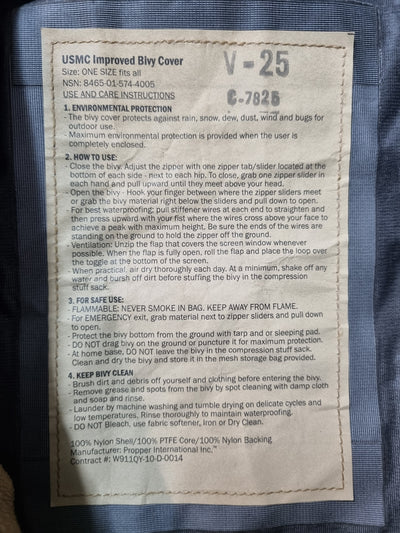 USMC Improved Bivy Cover
V-25
Size: ONE SIZE fits all
NSN: 8465-01-574-4005
C-7825
USE AND CARE INSTRUCTIONS
1. ENVIRONMENTAL PROTECTION
- The bivy cover protects against rain, snow, dew, dust, wind and bugs for
outdoor use.
- Maximum environmental protection is provided when the user is
completely enclosed.
2. HOW TO USE:
- Close the bivy. Adjust the zipper with one zipper tab/slider located at the
bottom of each side - next to each hip. To close, grab one zipper slider in
each hand and pull upward until they meet above your head.
- Open the bivy - Hook your finger between where the zipper sliders meet
or grab the bivy material right below the sliders and pull down to open.
- For best waterproofing: pull stiffener wires at each end to straighten and
then press upward with your fist where the wires cross above your face to
achieve a peak with maximum height. Be sure the ends of the wires are
standing on the ground to hold the zipper off the ground.
- Ventilation: Unzip the flap that covers the screen window whenever
possible. When the flap is fully open, roll the flap and place the loop over
the toggle at the bottom of the screen.
- When practical, air dry thoroughly each day. At a minimum, shake off any
water and brush off dirt before stuffing the bivy in the compression
stuff sack.
3. FOR SAFE USE:
- FLAMMABLE: NEVER SMOKE IN BAG. KEEP AWAY FROM FLAME.
- For EMERGENCY exit, grab material next to zipper sliders and pull down
to open.
- Protect the bivy bottom from the ground with tarp and or sleeping pad.
- DO NOT drag bivy on the ground or puncture it for maximum protection.
- At home base, DO NOT leave the bivy in the compression stuff sack.
Clean and dry the bivy and store it in the mesh storage bag provided.
4. KEEP BIVY CLEAN
- Brush dirt and debris off yourself and clothing before entering the bivy.
- Remove grease and spots from the bivy by spot cleaning with damp cloth
and soap and rinse.
- Launder by machine washing and tumble drying on delicate cycles and
low temperatures. Rinse thoroughly to maintain waterproofing.
- DO NOT Bleach, use fabric softener, Iron or Dry Clean.
100% Nylon Shell/100% PTFE Core/100% Nylon Backing
Manufacturer: Propper International Inc.™
Contract #: W911QY-10-D-0014